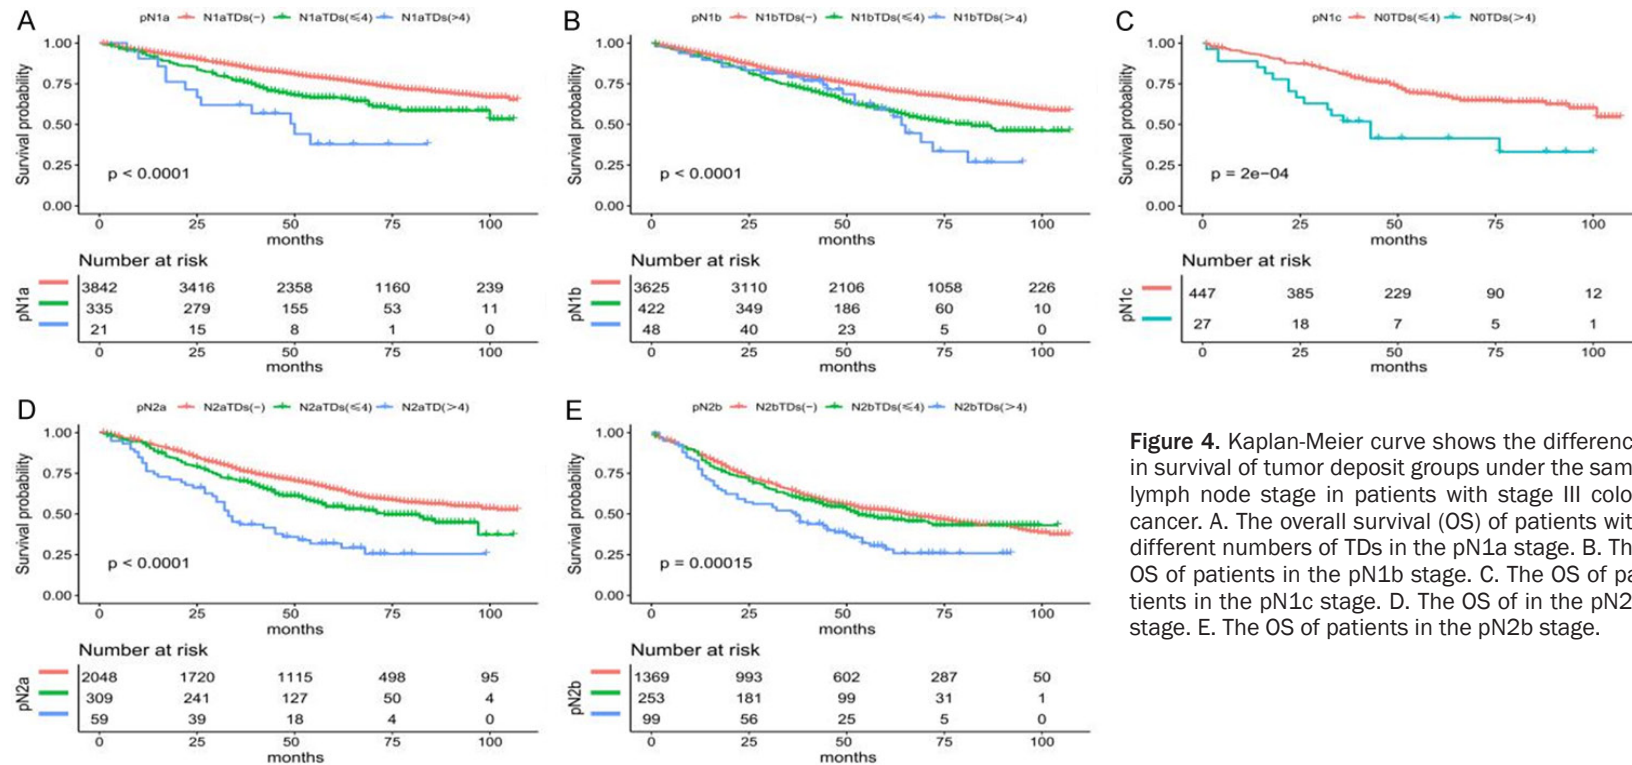 A
pN1a N1aTDs(−) N1aTDs(⩽4) N1aTDs(>4)
Survival probability
1.00
0.75
0.50
0.25
0.00
p < 0.0001
0 25 50 75 100
months
Number at risk
pN1a
3842 3416 2358 1160 239
335 279 155 53 11
21 15 8 1 0
0 25 50 75 100
months
B
pN1b N1bTDs(−) N1bTDs(⩽4) N1bTDs(>4)
Survival probability
1.00
0.75
0.50
0.25
0.00
p < 0.0001
0 25 50 75 100
months
Number at risk
pN1b
3625 3110 2106 1058 226
422 349 186 60 10
48 40 23 5 0
0 25 50 75 100
months
C
pN1c N0TDs(⩽4) N0TDs(>4)
Survival probability
1.00
0.75
0.50
0.25
0.00
p = 2e−04
0 25 50 75 100
months
Number at risk
pN1c
447 385 229 90 12
27 18 7 5 1
0 25 50 75 100
months
D
pN2a N2aTDs(−) N2aTDs(⩽4) N2aTD(>4)
Survival probability
1.00
0.75
0.50
0.25
0.00
p < 0.0001
0 25 50 75 100
months
Number at risk
pN2a
2048 1720 1115 498 95
309 241 127 50 4
59 39 18 4 0
0 25 50 75 100
months
E
pN2b N2bTDs(−) N2bTDs(⩽4) N2bTDs(>4)
Survival probability
1.00
0.75
0.50
0.25
0.00
p = 0.00015
0 25 50 75 100
months
Number at risk
pN2b
1369 993 602 287 50
253 181 99 31 1
99 56 25 5 0
0 25 50 75 100
months
Figure 4. Kaplan-Meier curve shows the differenc
in survival of tumor deposit groups under the sam
lymph node stage in patients with stage III colo
cancer. A. The overall survival (OS) of patients wit
different numbers of TDs in the pN1a stage. B. Th
OS of patients in the pN1b stage. C. The OS of pa
tients in the pN1c stage. D. The OS of in the pN2
stage. E. The OS of patients in the pN2b stage.